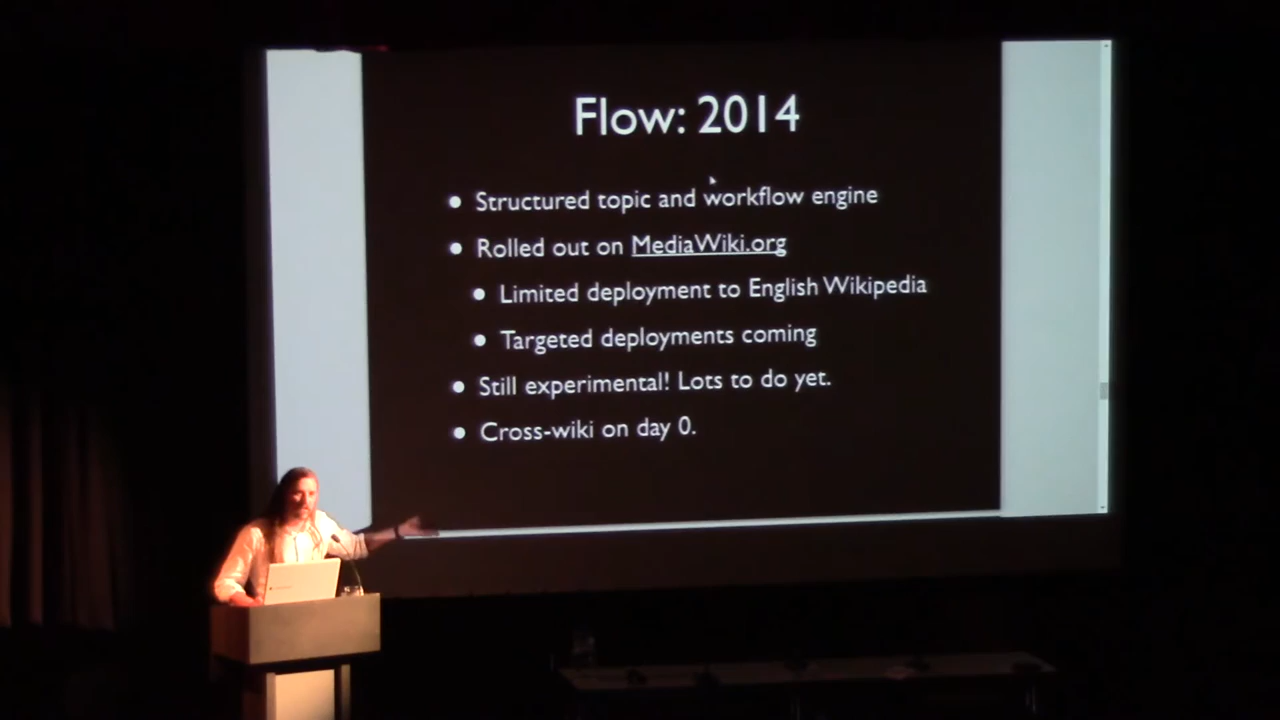 Flow: 2014
Structured topic and workflow engine
Rolled out on MediaWiki.org
Limited deployment to English Wikipedia
Targeted deployments coming
Still experimental! Lots to do yet.
Cross-wiki on day 0.